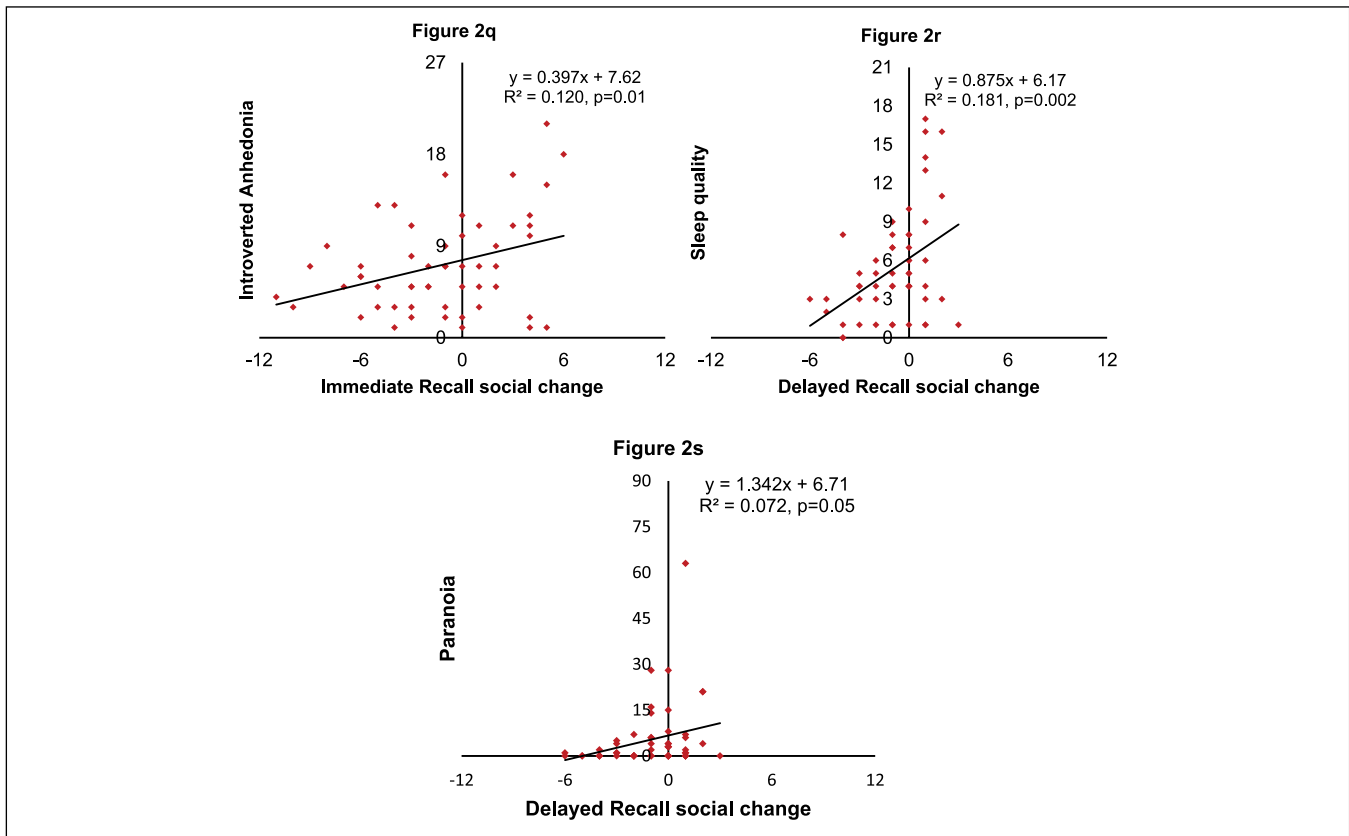 Figure 2q
27
y = 0.397x + 7.62
R² = 0.120, p=0.01
18
9
0
Introverted Anhedonia
-12 -6 0 6 12
Immediate Recall social change
Figure 2r
21
y = 0.875x + 6.17
R² = 0.181, p=0.002
18
15
12
9
6
3
0
Sleep quality
-12 -6 0 6 12
Delayed Recall social change
Figure 2s
90
y = 1.342x + 6.71
R² = 0.072, p=0.05
75
60
45
30
15
0
Paranoia
-12 -6 0 6 12
Delayed Recall social change